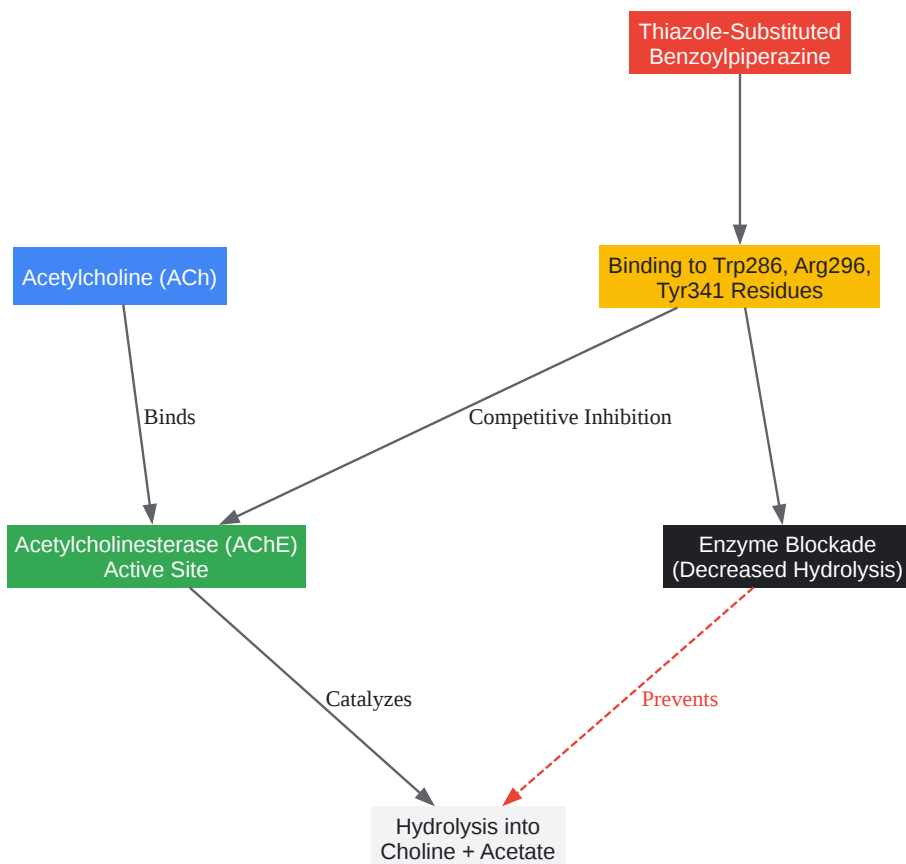 Thiazole-Substituted
Benzoylpiperazine
Acetylcholine (ACh)
Binding to Trp286, Arg296,
Tyr341 Residues
Binds
Competitive Inhibition
Acetylcholinesterase (AChE)
Active Site
Enzyme Blockade
(Decreased Hydrolysis)
Catalyzes
Prevents
Hydrolysis into
Choline + Acetate